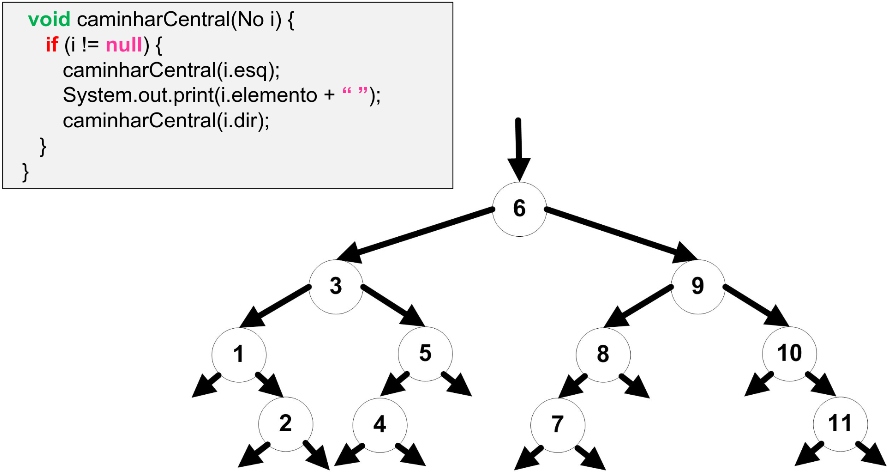 void caminharCentral(No i) {
if (i != null) {
caminharCentral(i.esq);
System.out.print(i.elemento + “ ”);
caminharCentral(i.dir);
}
}
6
3 9
1 5 8 10
2 4 7 11